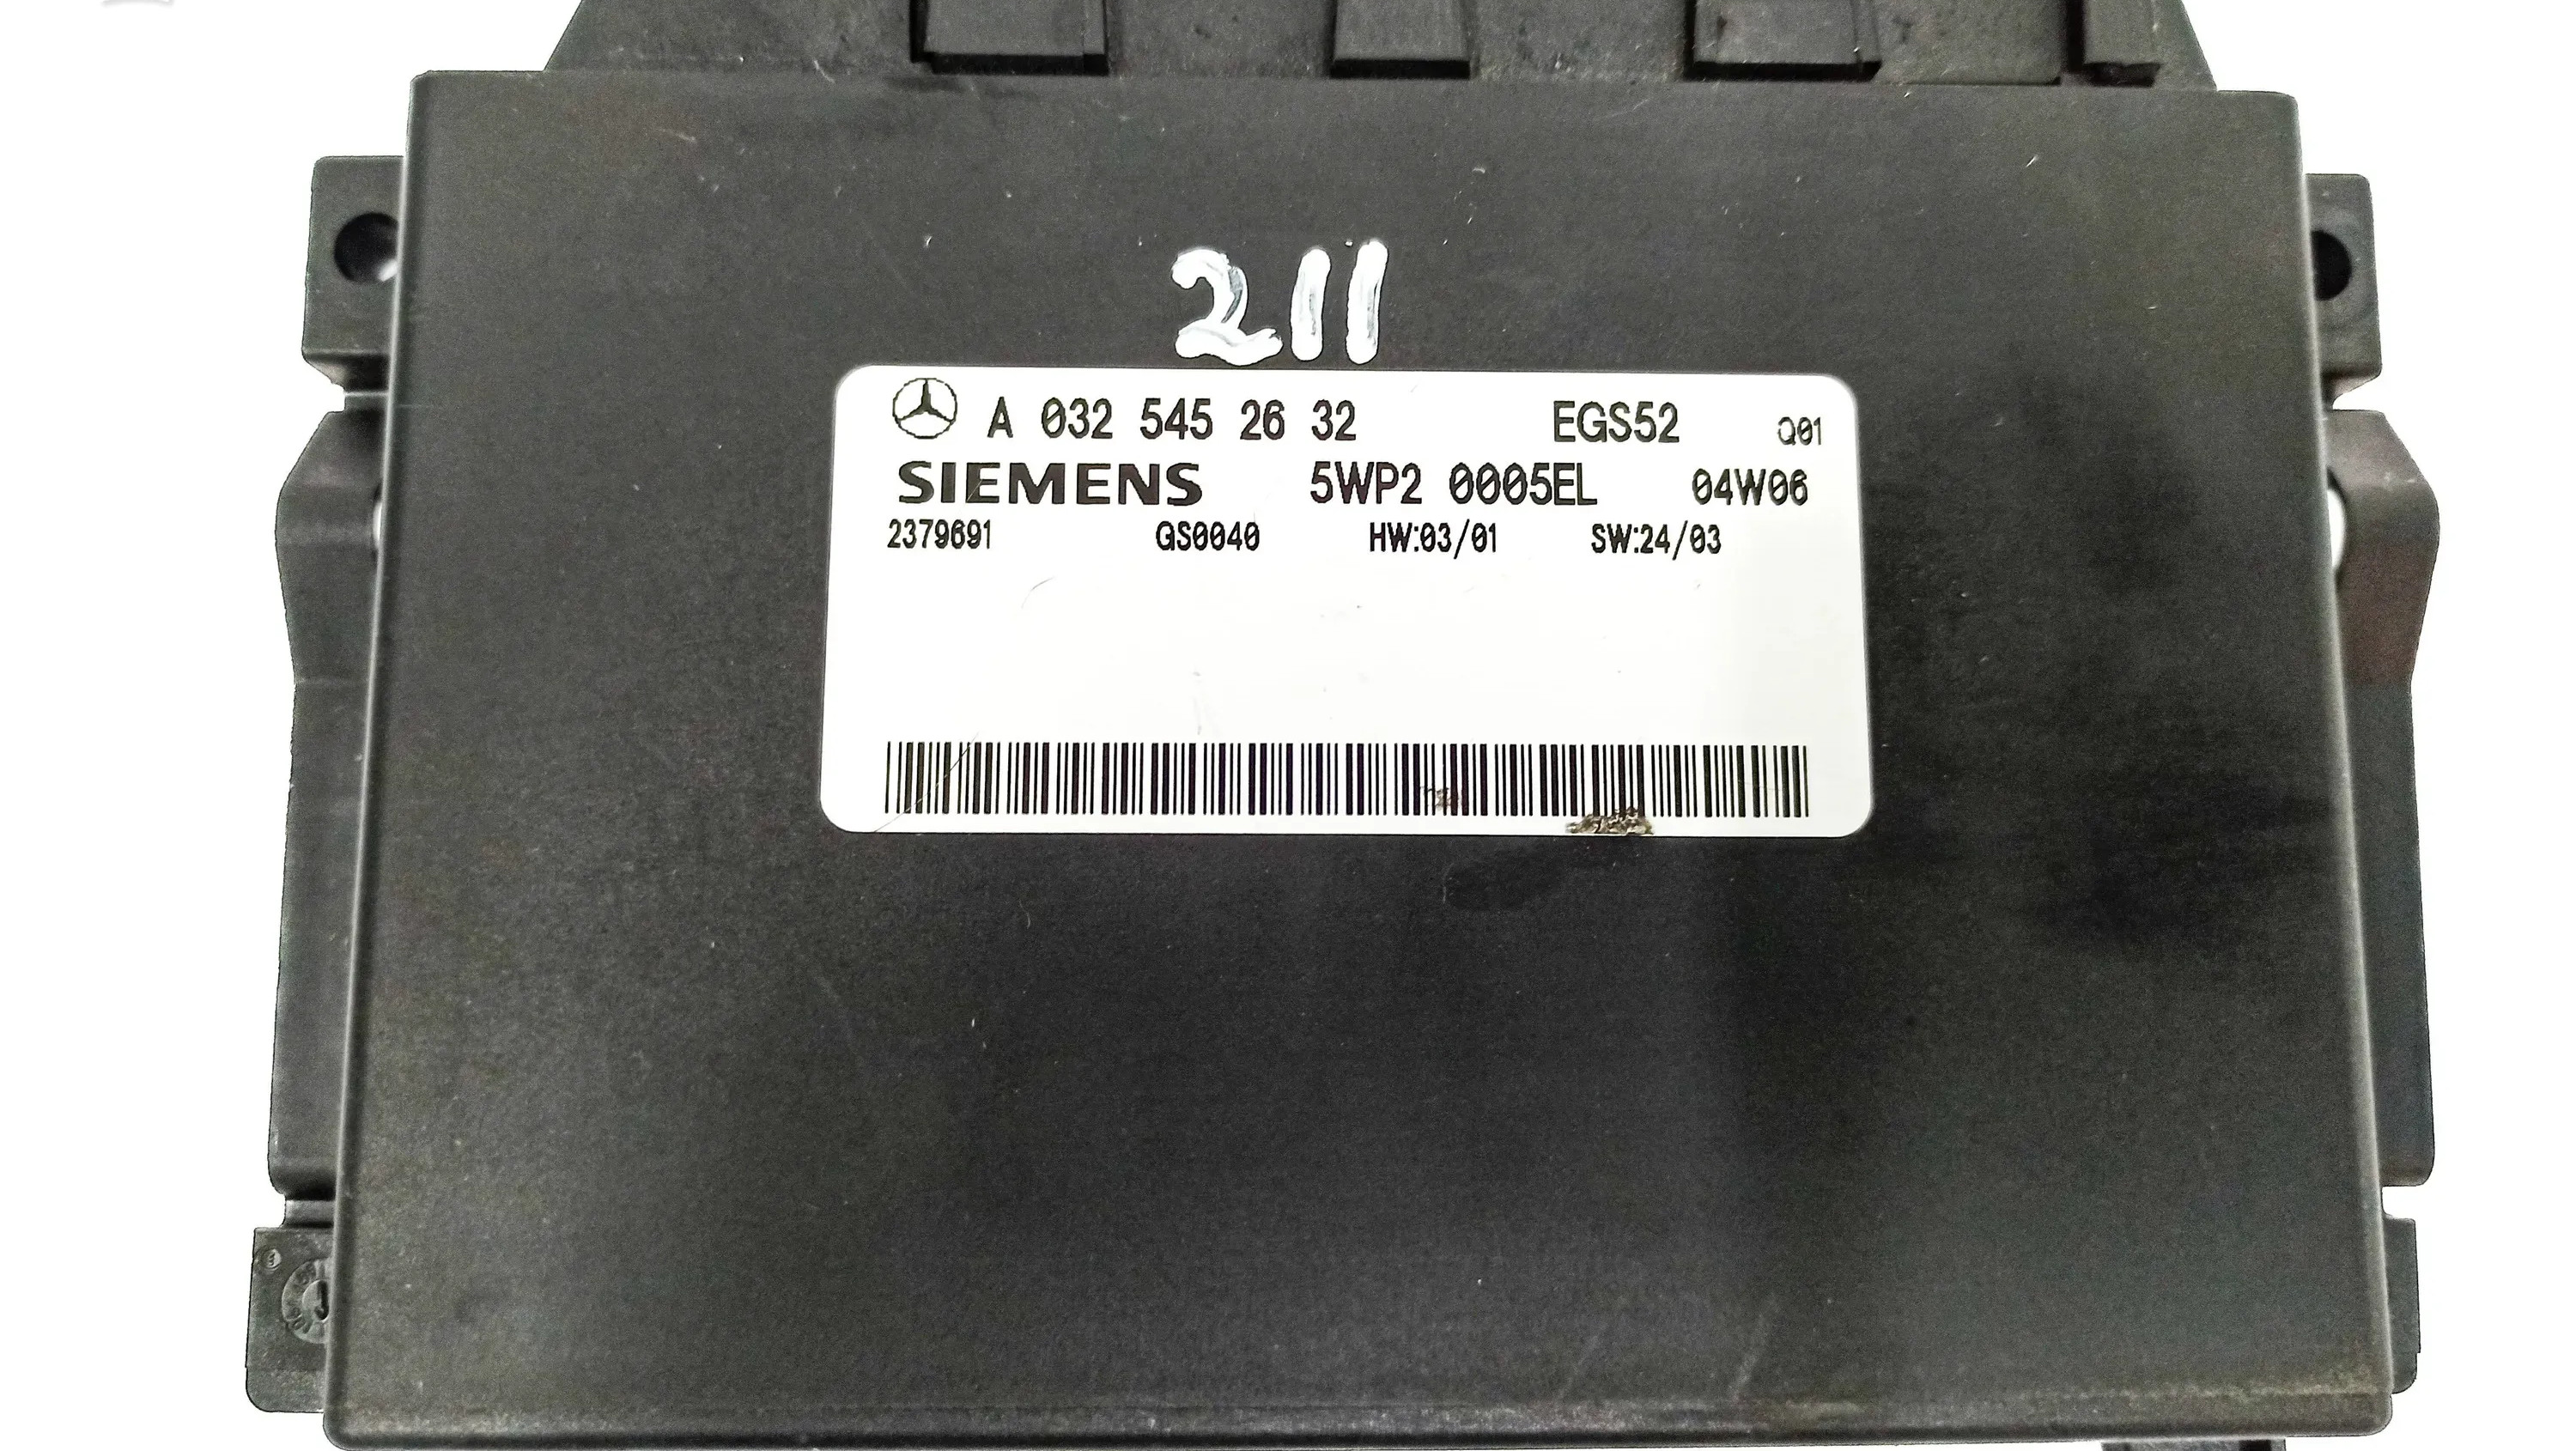 211
A 032 545 26 32 EGS52 Q01
SIEMENS 5WP2 0005EL 04W06
2379691 GS0040 HW:03/01 SW:24/03